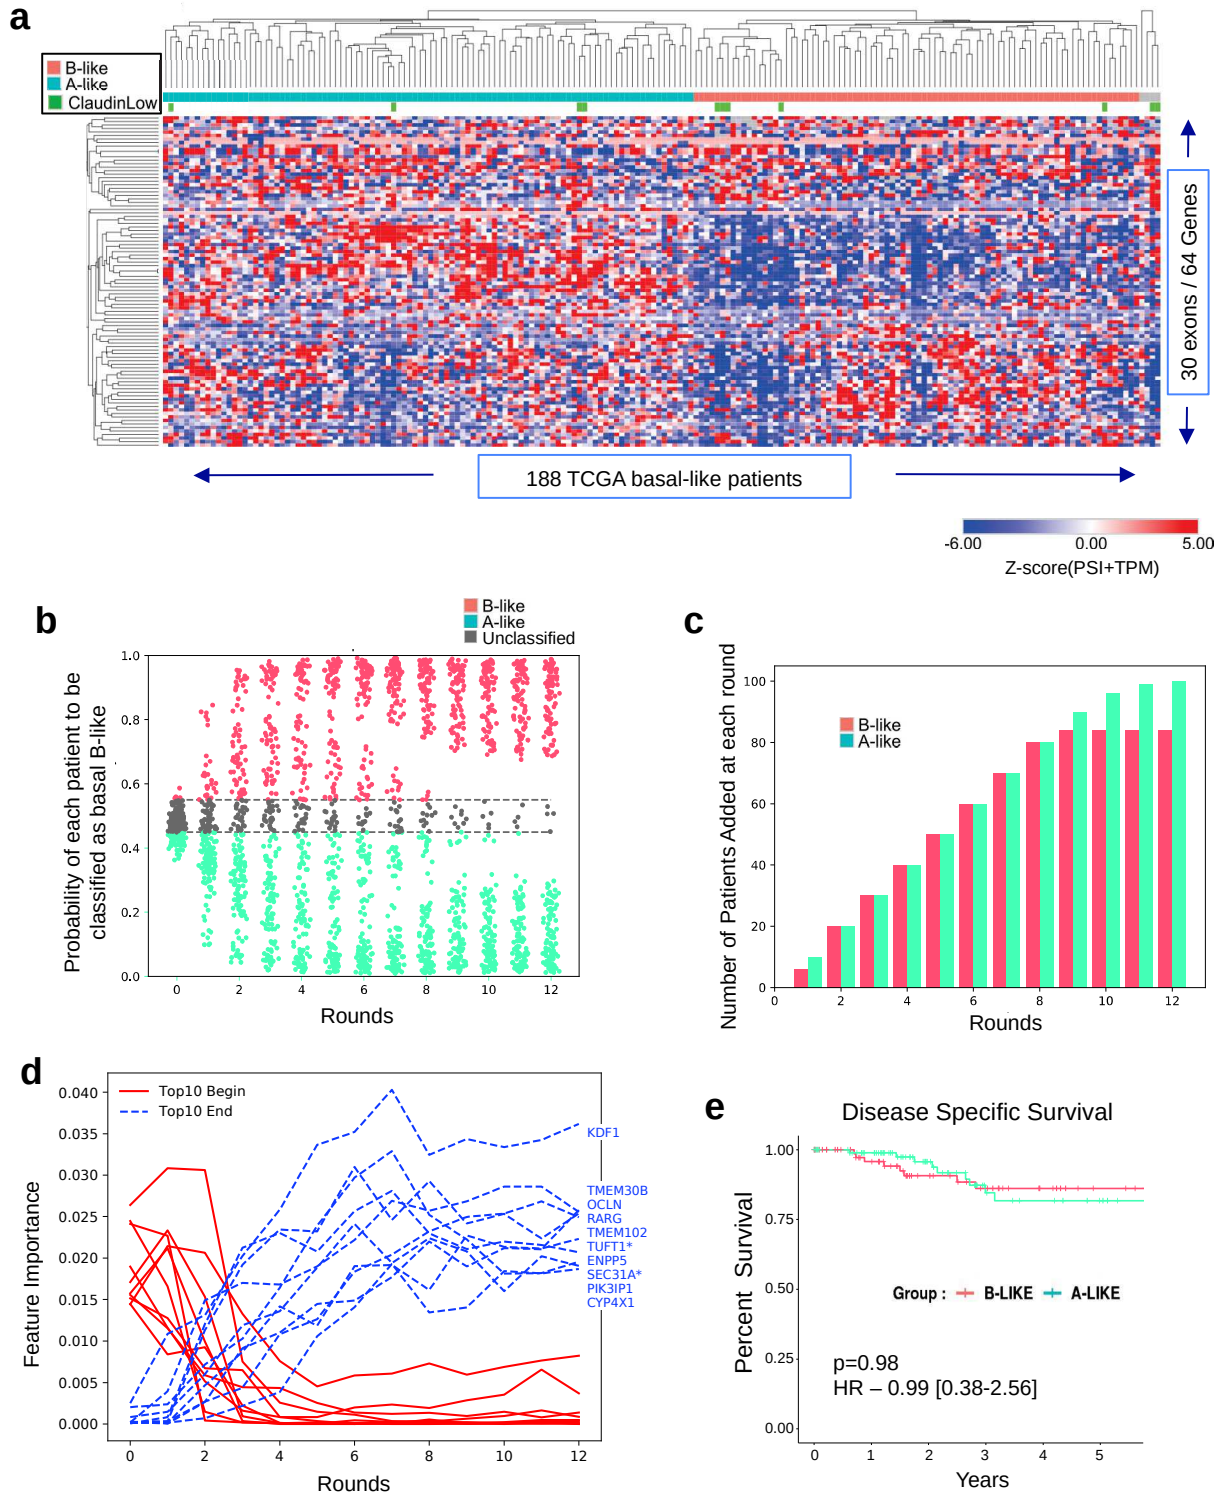 a
B-like
A-like
ClaudinLow
30 exons / 64 Genes
188 TCGA basal-like patients
-6.00 0.00 5.00
Z-score(PSI+TPM)
b
B-like
A-like
Unclassified
Probability of each patient to be
classified as basal B-like
1.0
0.8
0.6
0.4
0.2
0.0
0 2 4 6 8 10 12
Rounds
c
Number of Patients Added at each round
B-like
A-like
100
80
60
40
20
0
0 2 4 6 8 10 12
Rounds
d
Feature Importance
Top10 Begin
Top10 End
0.040
0.035
0.030
0.025
0.020
0.015
0.010
0.005
0.000
KDF1
TMEM30B
OCLN
RARG
TMEM102
TUFT1*
ENPP5
SEC31A*
PIK3IP1
CYP4X1
0 2 4 6 8 10 12
Rounds
e
Disease Specific Survival
Percent Survival
1.00
0.75
0.50
0.25
0.00
Group : B-LIKE A-LIKE
p=0.98
HR – 0.99 [0.38-2.56]
0 1 2 3 4 5
Years